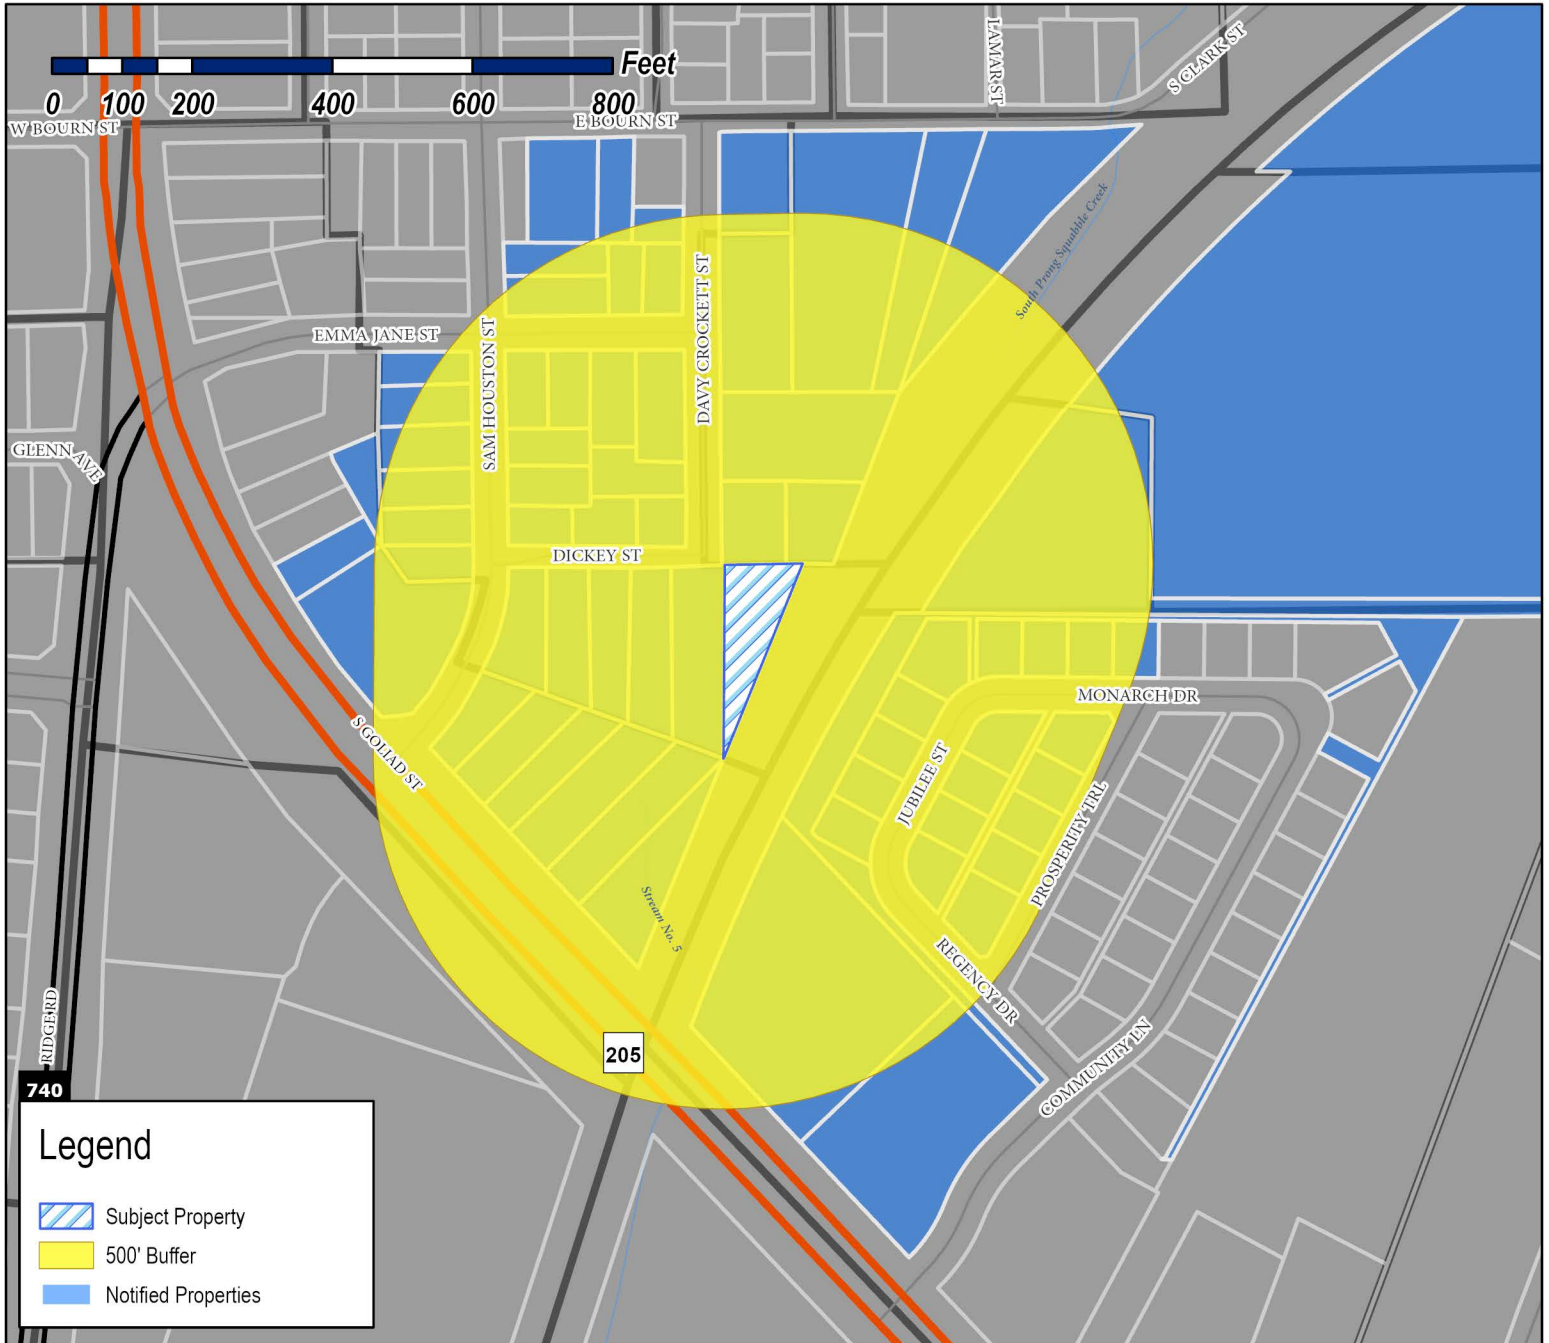 LAMAR ST
S CLARK ST
Feet
0 100 200 400 600 800
W BOURN ST
E BOURN ST
South Prong Squabble Creek
DAVY CROCKETT ST
EMMA JANE ST
SAM HOUSTON ST
GLENN AVE
DICKEY ST
MONARCH DR
S GOLIAD ST
JUBILEE ST
PROSPERITY TRL
Stream No. 5
REGENCY DR
RIDGE RD
COMMUNITY LN
205
740
Legend
Subject Property
500' Buffer
Notified Properties